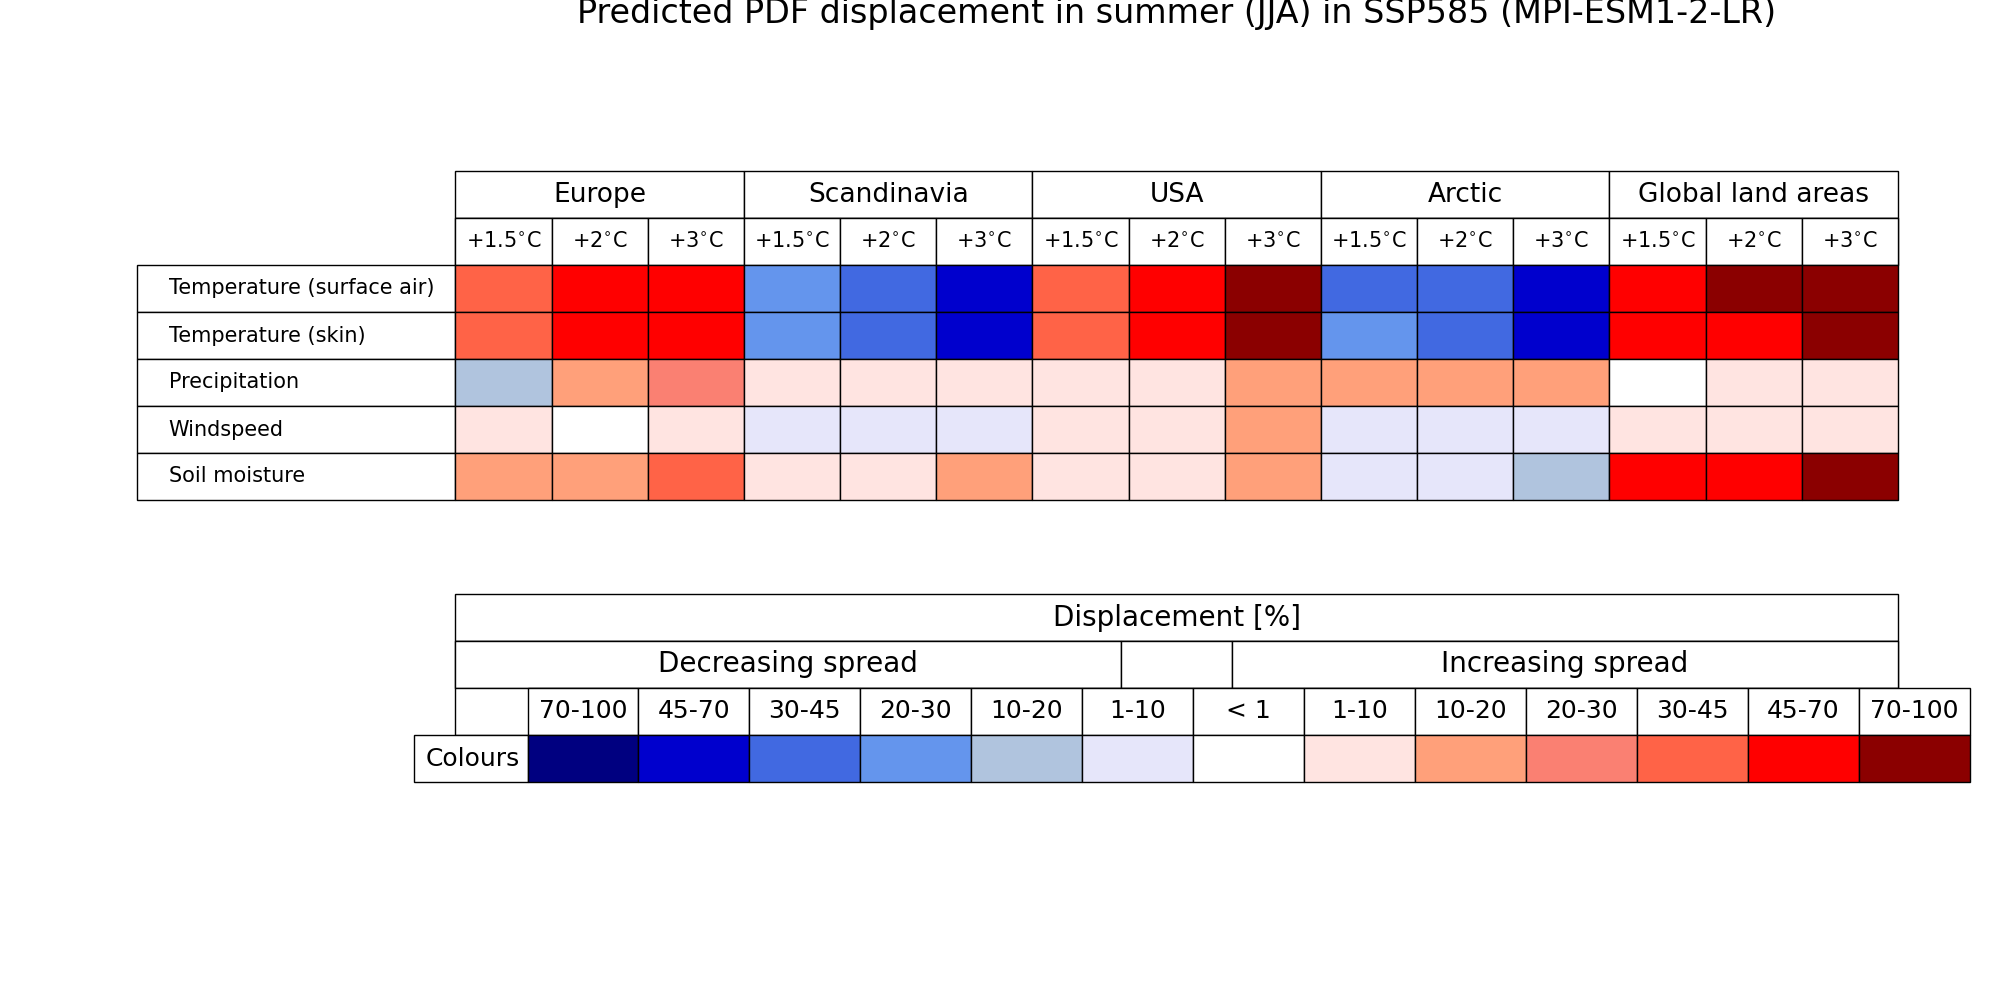 Predicted PDF displacement in summer (JJA) in SSP585 (MPI-ESM1-2-LR)
Europe Scandinavia USA Arctic Global land areas
+1.5°C +2°C +3°C +1.5°C +2°C +3°C +1.5°C +2°C +3°C +1.5°C +2°C +3°C +1.5°C +2°C +3°C
Temperature (surface air)
Temperature (skin)
Precipitation
Windspeed
Soil moisture
Displacement [%]
Decreasing spread Increasing spread
70-100 45-70 30-45 20-30 10-20 1-10 < 1 1-10 10-20 20-30 30-45 45-70 70-100
Colours